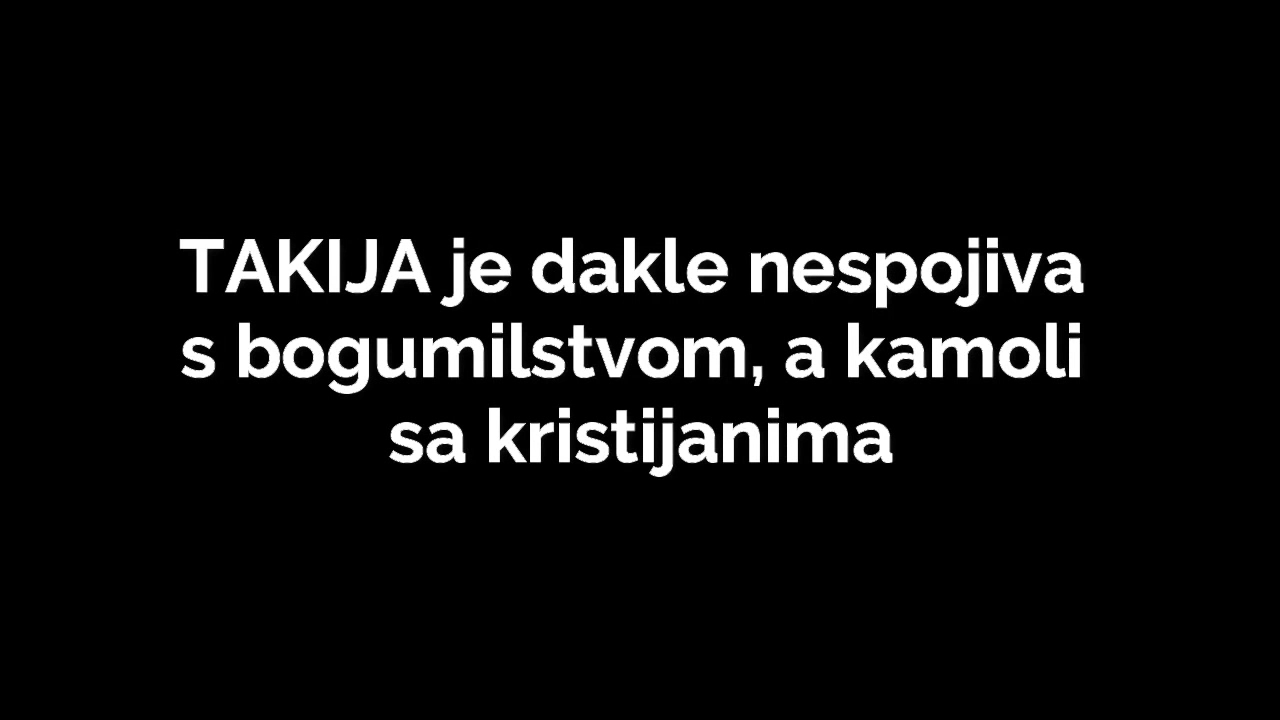 TAKIJA je dakle nespojiva
s bogumilstvom, a kamoli
sa kristijanima